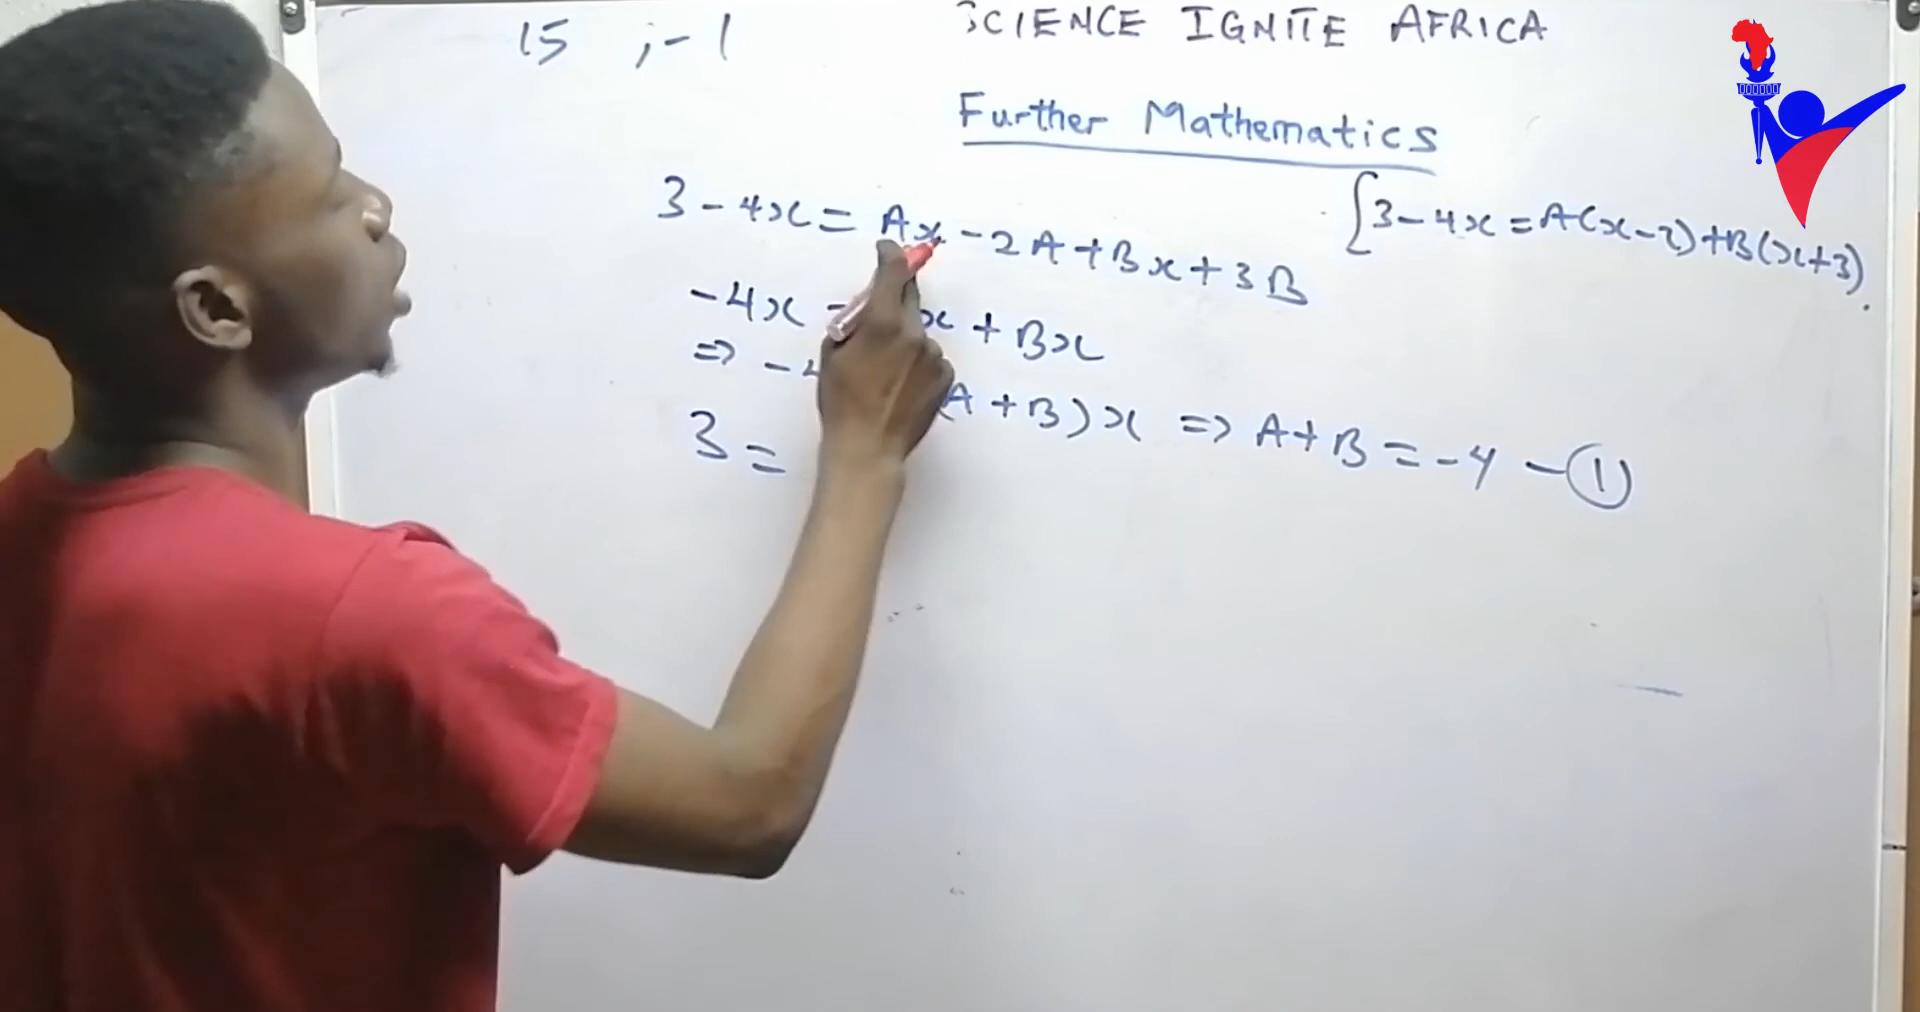 15 ; -1
SCIENCE IGNITE AFRICA
Further Mathematics
3 - 4x = Ax - 2A + Bx + 3B
[3 - 4x = A(x-2) + B(x+3).
-4x = x + Bx
=> -4 (A + B)x => A + B = -4 - ①
3 =